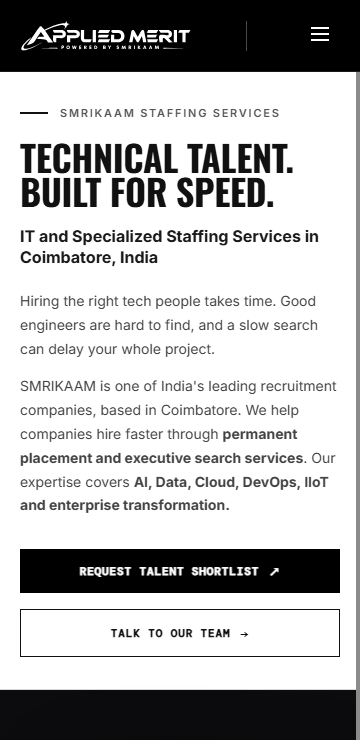 APPLIED MERIT
POWERED BY SMRIKAAM
SMRIKAAM STAFFING SERVICES
TECHNICAL TALENT.
BUILT FOR SPEED.
IT and Specialized Staffing Services in
Coimbatore, India
Hiring the right tech people takes time. Good
engineers are hard to find, and a slow search
can delay your whole project.
SMRIKAAM is one of India's leading recruitment
companies, based in Coimbatore. We help
companies hire faster through permanent
placement and executive search services. Our
expertise covers AI, Data, Cloud, DevOps, IIoT
and enterprise transformation.
REQUEST TALENT SHORTLIST ↗
TALK TO OUR TEAM →